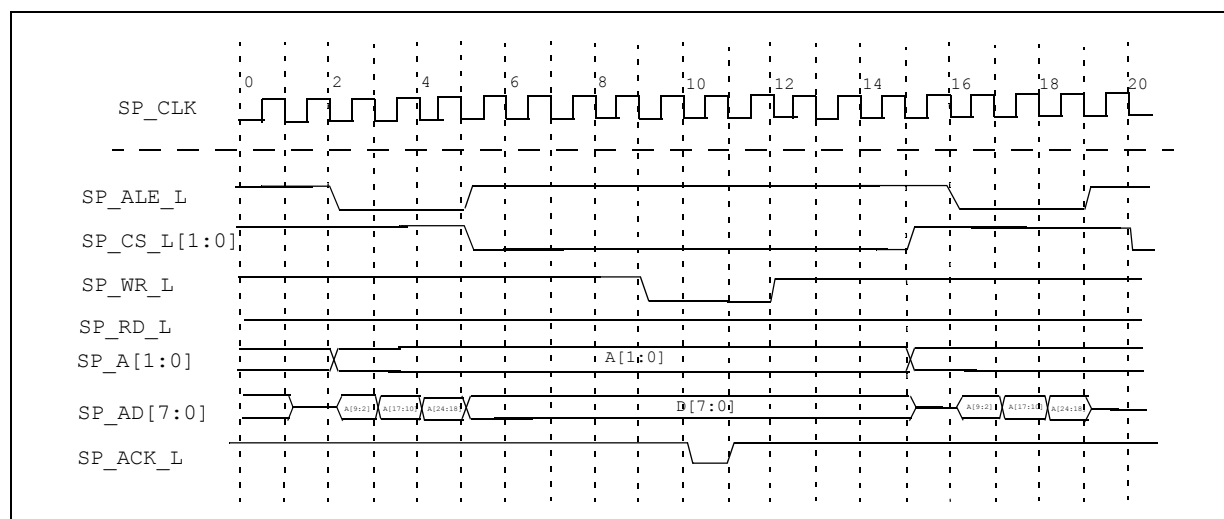 0 2 4 6 8 10 12 14 16 18 20
SP_CLK
SP_ALE_L
SP_CS_L[1:0]
SP_WR_L
SP_RD_L
SP_A[1:0] A[1:0]
SP_AD[7:0] A[9:2] A[17:10] A[24:18] D[7:0] A[9:2] A[17:10] A[24:18]
SP_ACK_L